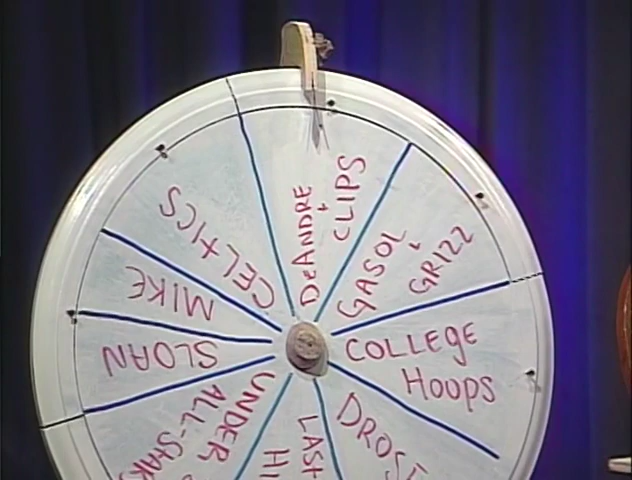 DeANDRE
+
CLIPS
GASOL
+
GRIZZ
COLLEGE
HOOPS
LAST
UNDER
SLOAN
MIKE
CELTICS